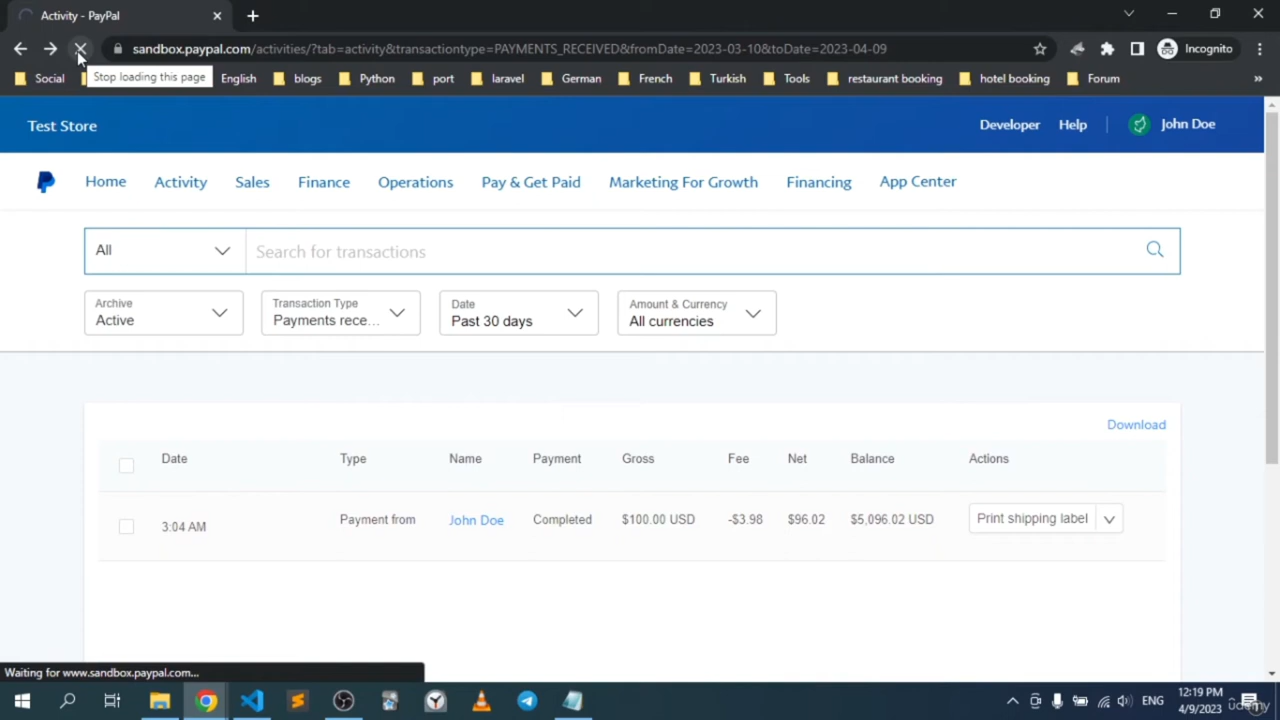 Activity - PayPal
sandbox.paypal.com/activities/?tab=activity&transactiontype=PAYMENTS_RECEIVED&fromDate=2023-03-10&toDate=2023-04-09
Incognito
Social
Stop loading this page
English
blogs
Python
port
laravel
German
French
Turkish
Tools
restaurant booking
hotel booking
Forum
Test Store
Developer
Help
John Doe
Home
Activity
Sales
Finance
Operations
Pay & Get Paid
Marketing For Growth
Financing
App Center
All
Search for transactions
Archive
Active
Transaction Type
Payments rece...
Date
Past 30 days
Amount & Currency
All currencies
Download
Date Type Name Payment Gross Fee Net Balance Actions
3:04 AM Payment from John Doe Completed $100.00 USD -$3.98 $96.02 $5,096.02 USD Print shipping label
Waiting for www.sandbox.paypal.com...
ENG
12:19 PM
4/9/2023
udemy